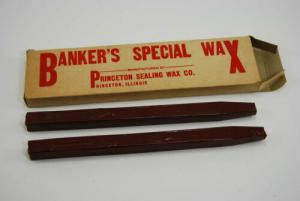 BANKER'S SPECIAL WAX
MANUFACTURED BY
PRINCETON SEALING WAX CO.
PRINCETON, ILLINOIS